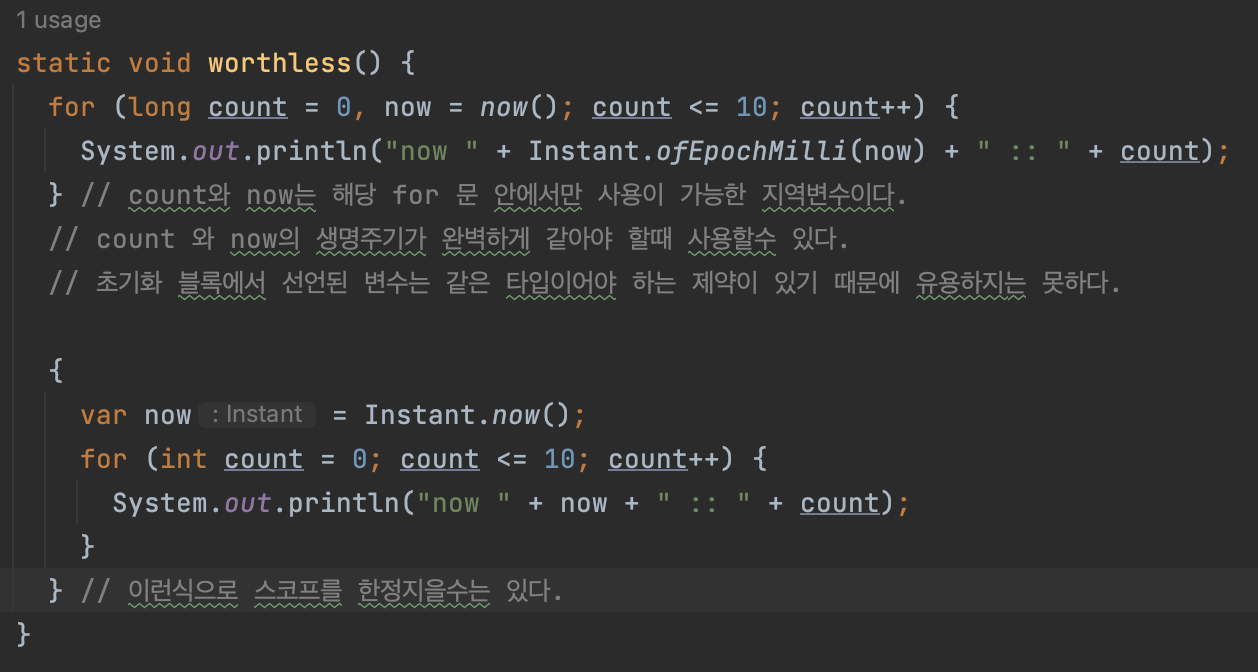 1 usage
static void worthless() {
for (long count = 0, now = now(); count <= 10; count++) {
System.out.println("now " + Instant.ofEpochMilli(now) + " :: " + count);
} // count와 now는 해당 for 문 안에서만 사용이 가능한 지역변수이다.
// count 와 now의 생명주기가 완벽하게 같아야 할때 사용할수 있다.
// 초기화 블록에서 선언된 변수는 같은 타입이어야 하는 제약이 있기 때문에 유용하지는 못하다.
{
var now : Instant = Instant.now();
for (int count = 0; count <= 10; count++) {
System.out.println("now " + now + " :: " + count);
}
} // 이런식으로 스코프를 한정지을수는 있다.
}